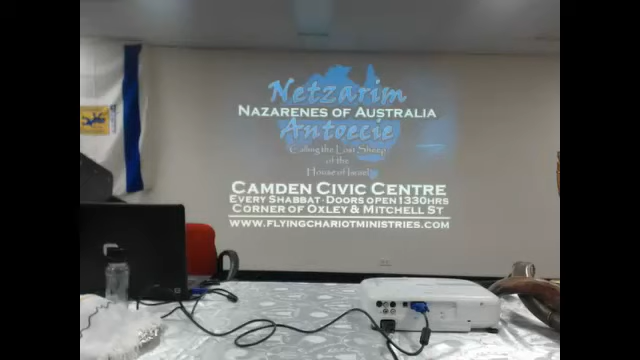 Netzarim
NAZARENES OF AUSTRALIA
Antoecie
Calling the Lost Sheep
of the
House of Israel
CAMDEN CIVIC CENTRE
EVERY SHABBAT - DOORS OPEN 1330HRS
CORNER OF OXLEY & MITCHELL ST
WWW.FLYINGCHARIOTMINISTRIES.COM